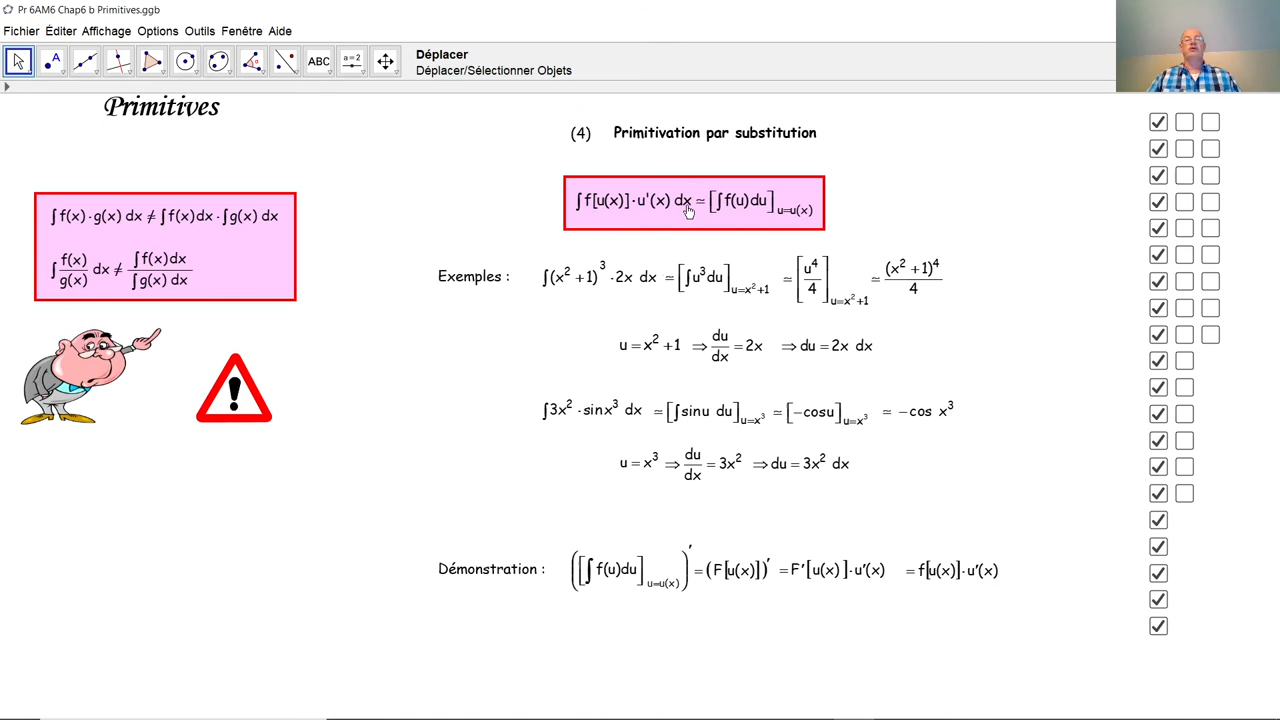 Pr 6AM6 Chap6 b Primitives.ggb
Fichier Éditer Affichage Options Outils Fenêtre Aide
A ABC a=2 Déplacer
Déplacer/Sélectionner Objets
Primitives
(4) Primitivation par substitution
∫f[u(x)]·u'(x) dx ≃ [∫f(u)du]_{u=u(x)}
∫f(x)·g(x) dx ≠ ∫f(x)dx·∫g(x) dx
∫ f(x)/g(x) dx ≠ ∫f(x)dx / ∫g(x) dx
Exemples : ∫(x²+1)³·2x dx ≃ [∫u³du]_{u=x²+1} ≃ [u⁴/4]_{u=x²+1} ≃ (x²+1)⁴/4
u = x²+1 ⇒ du/dx = 2x ⇒ du = 2x dx
∫3x²·sinx³ dx ≃ [∫sinu du]_{u=x³} ≃ [−cosu]_{u=x³} ≃ −cos x³
u = x³ ⇒ du/dx = 3x² ⇒ du = 3x² dx
Démonstration : ([∫f(u)du]_{u=u(x)})′ = (F[u(x)])′ = F′[u(x)]·u′(x) = f[u(x)]·u′(x)